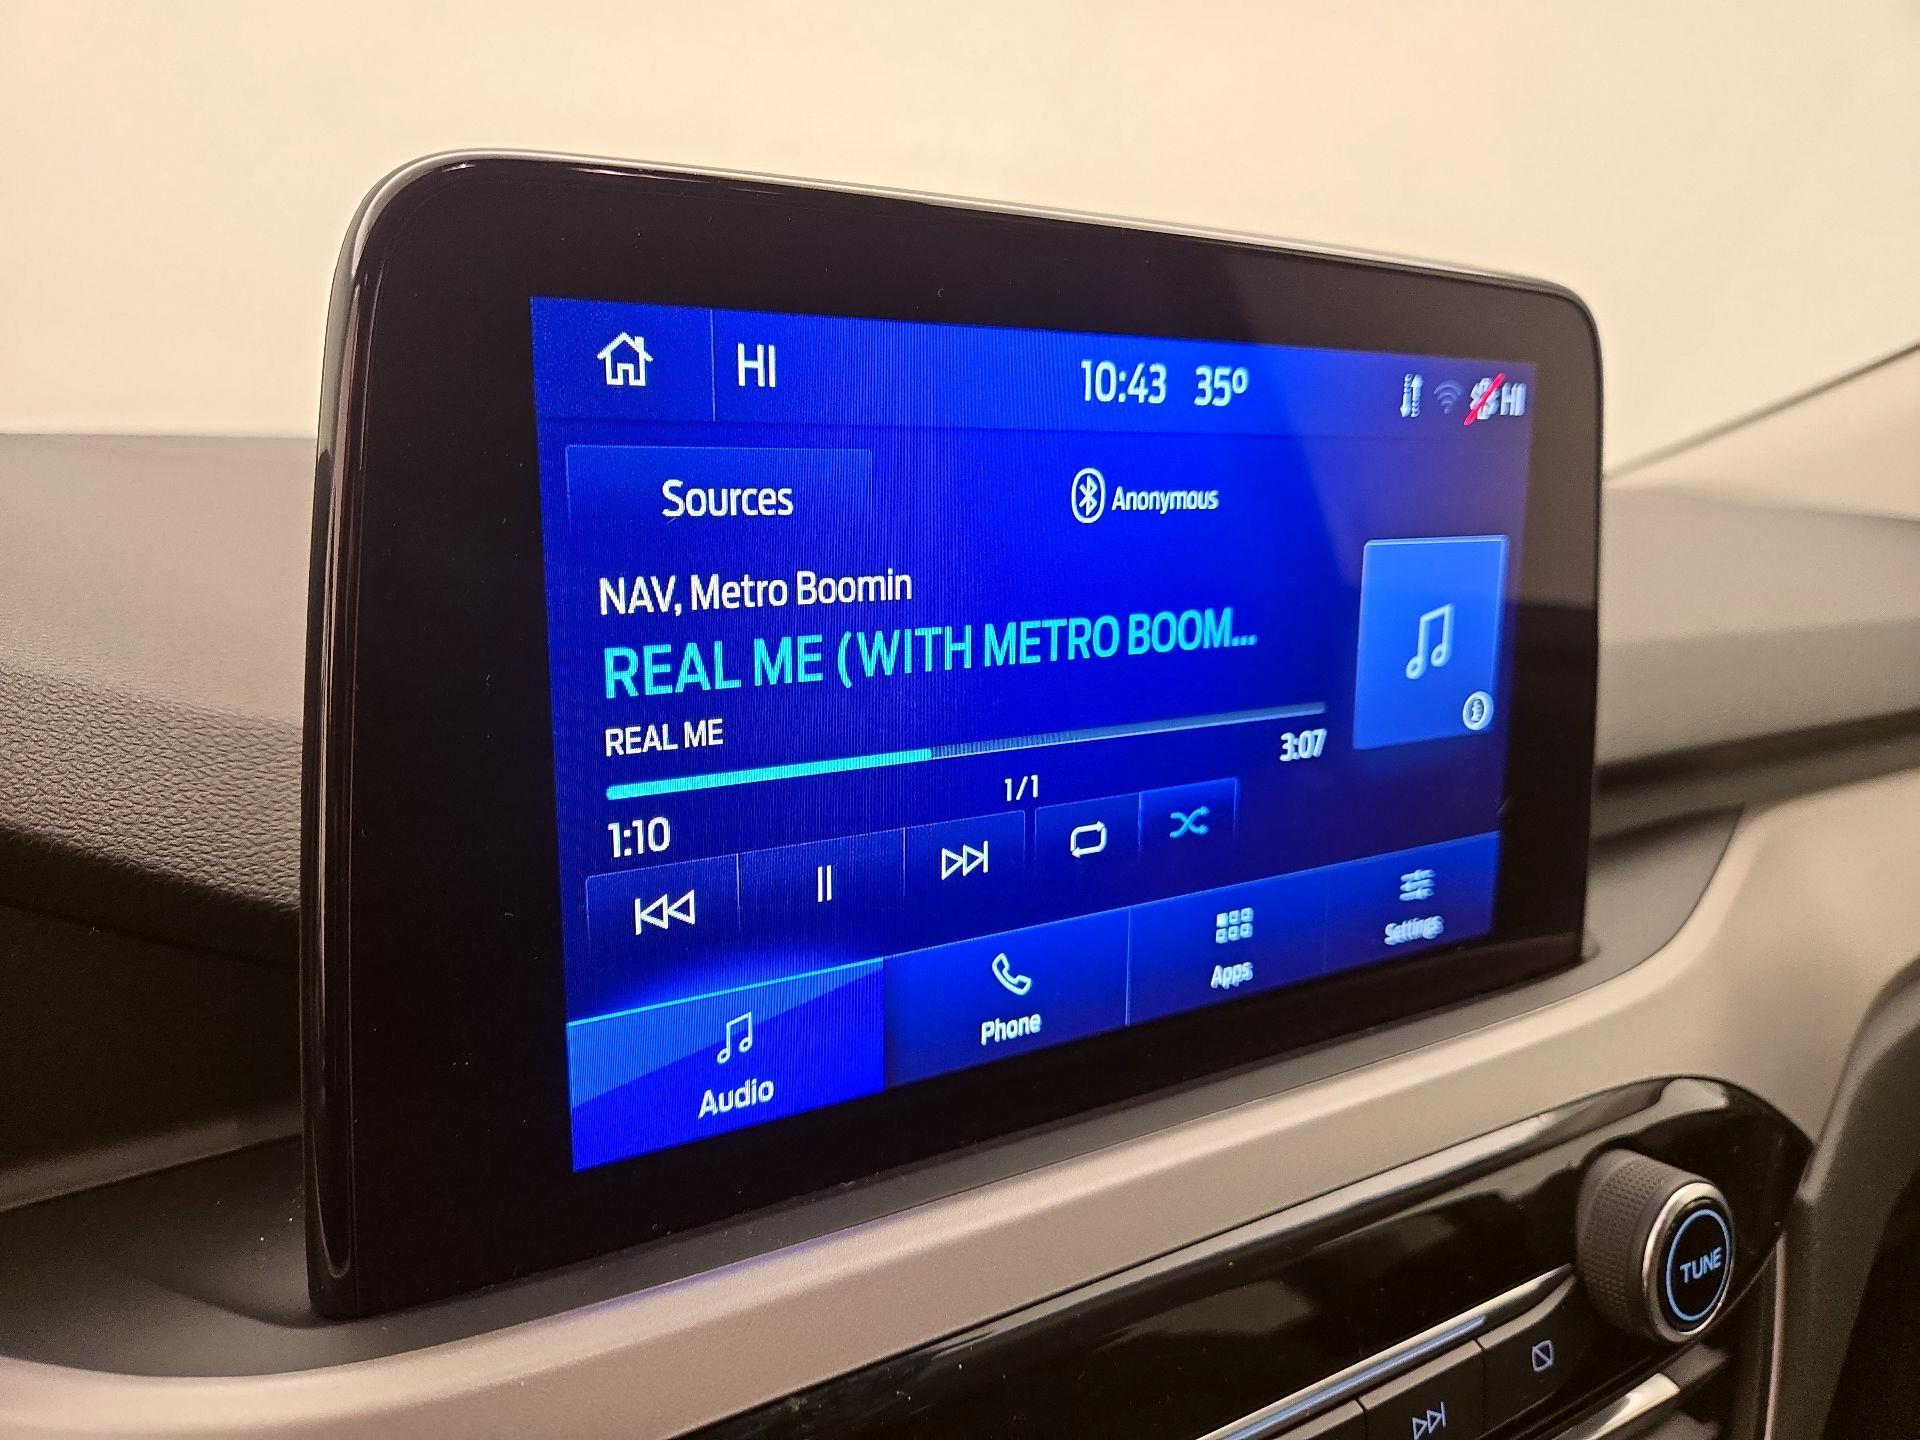 HI
10:43 35º
HI
Sources
Anonymous
NAV, Metro Boomin
REAL ME (WITH METRO BOOM...
REAL ME
1:10
1/1
3:07
Audio
Phone
Apps
Settings
TUNE